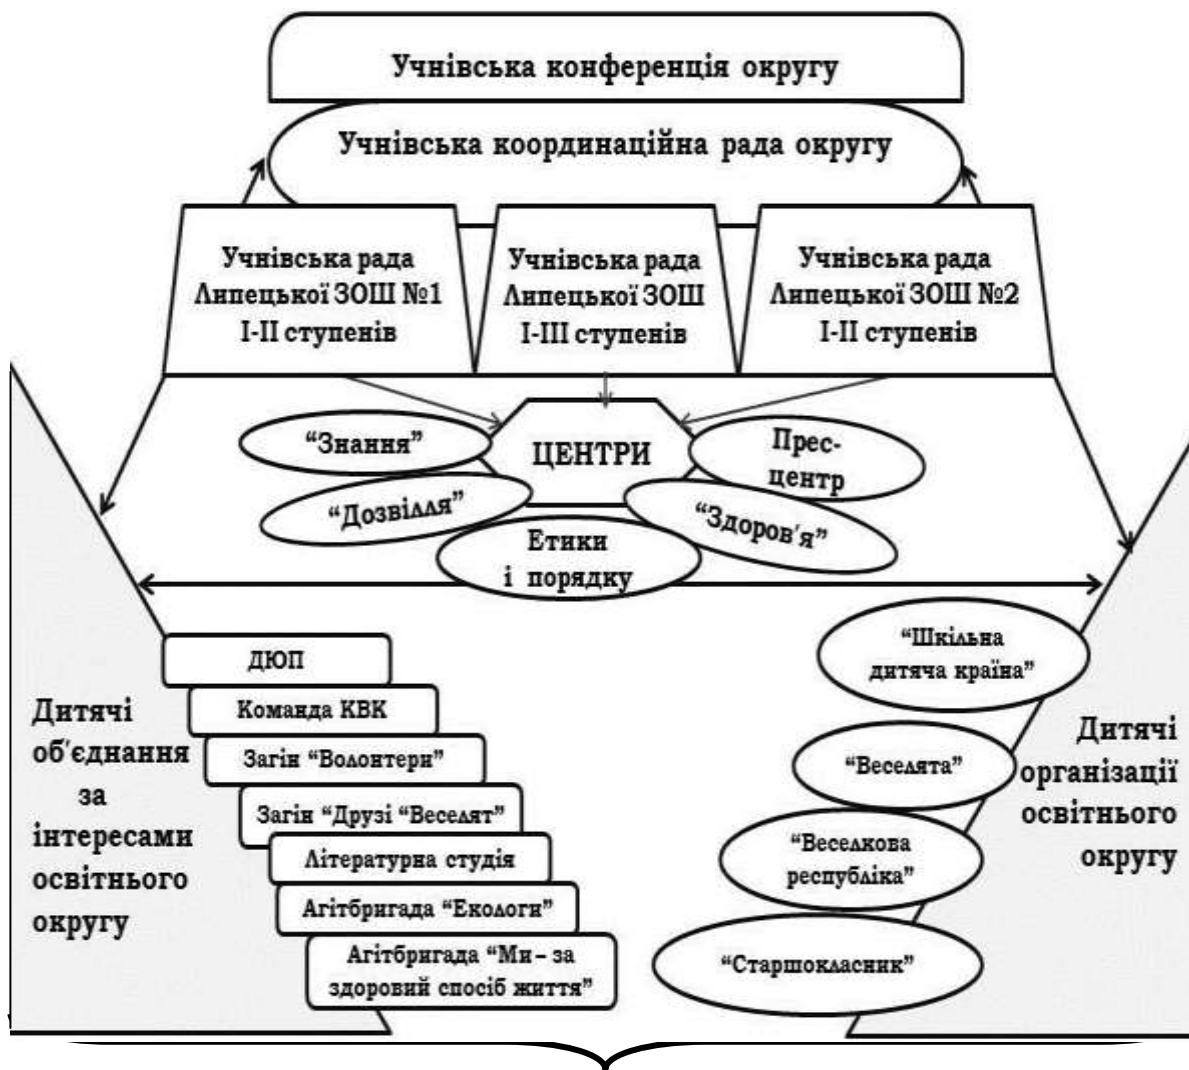 Учнівська конференція округу
Учнівська координаційна рада округу
Учнівська рада
Липецької ЗОШ №1
І-ІІ ступенів
Учнівська рада
Липецької ЗОШ
І-ІІІ ступенів
Учнівська рада
Липецької ЗОШ №2
І-ІІ ступенів
ЦЕНТРИ
“Знання”
“Дозвілля”
Етики
і порядку
Прес-
центр
“Здоров'я”
ДЮП
Команда КВК
Загін “Волонтери”
Загін “Друзі “Веселят”
Літературна студія
Агітбригада “Екологи”
Агітбригада “Ми – за
здоровий спосіб життя”
Дитячі
об'єднання
за
інтересами
освітнього
округу
“Шкільна
дитяча країна”
“Веселята”
“Веселкова
республіка”
“Старшокласник”
Дитячі
організації
освітнього
округу